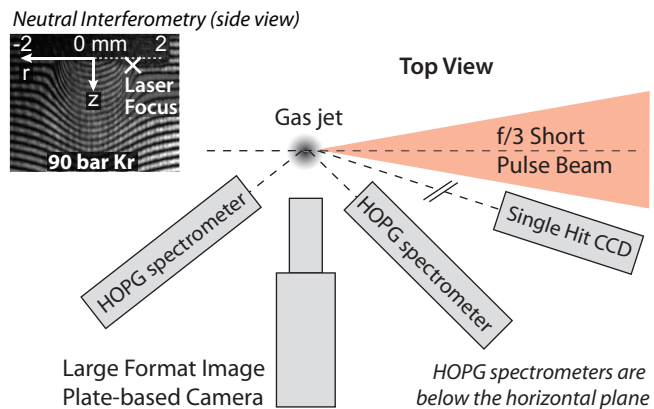 Neutral Interferometry (side view)
-2 0 mm 2
r
z
Laser
Focus
90 bar Kr
Top View
Gas jet
f/3 Short
Pulse Beam
HOPG spectrometer
HOPG spectrometer
Single Hit CCD
Large Format Image
Plate-based Camera
HOPG spectrometers are
below the horizontal plane